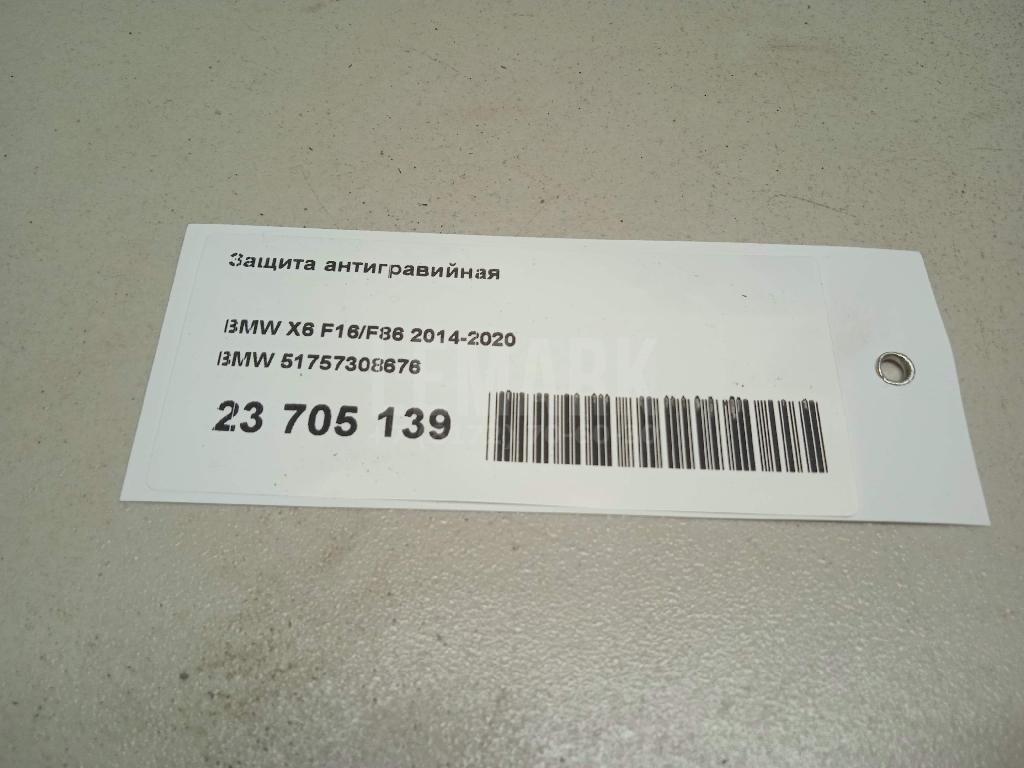 Защита антигравийная
BMW X6 F16/F86 2014-2020
BMW 51757308676
23 705 139